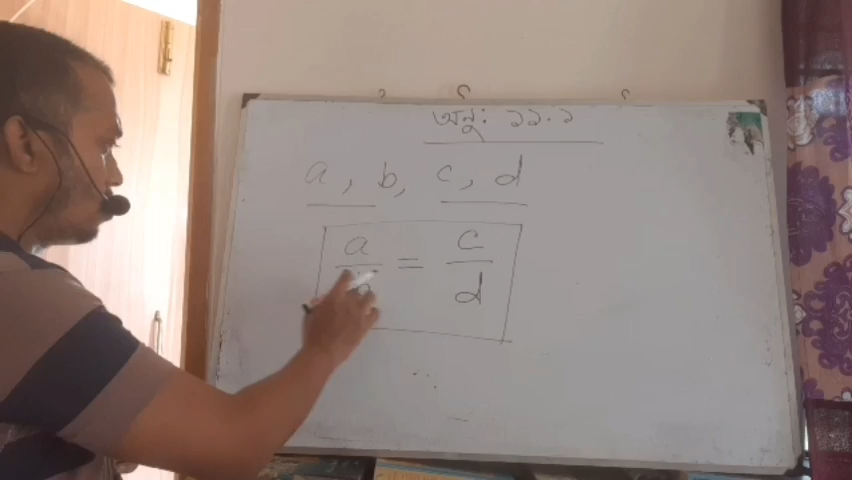 অনু: ১১.১
a, b, c, d
a/b = c/d